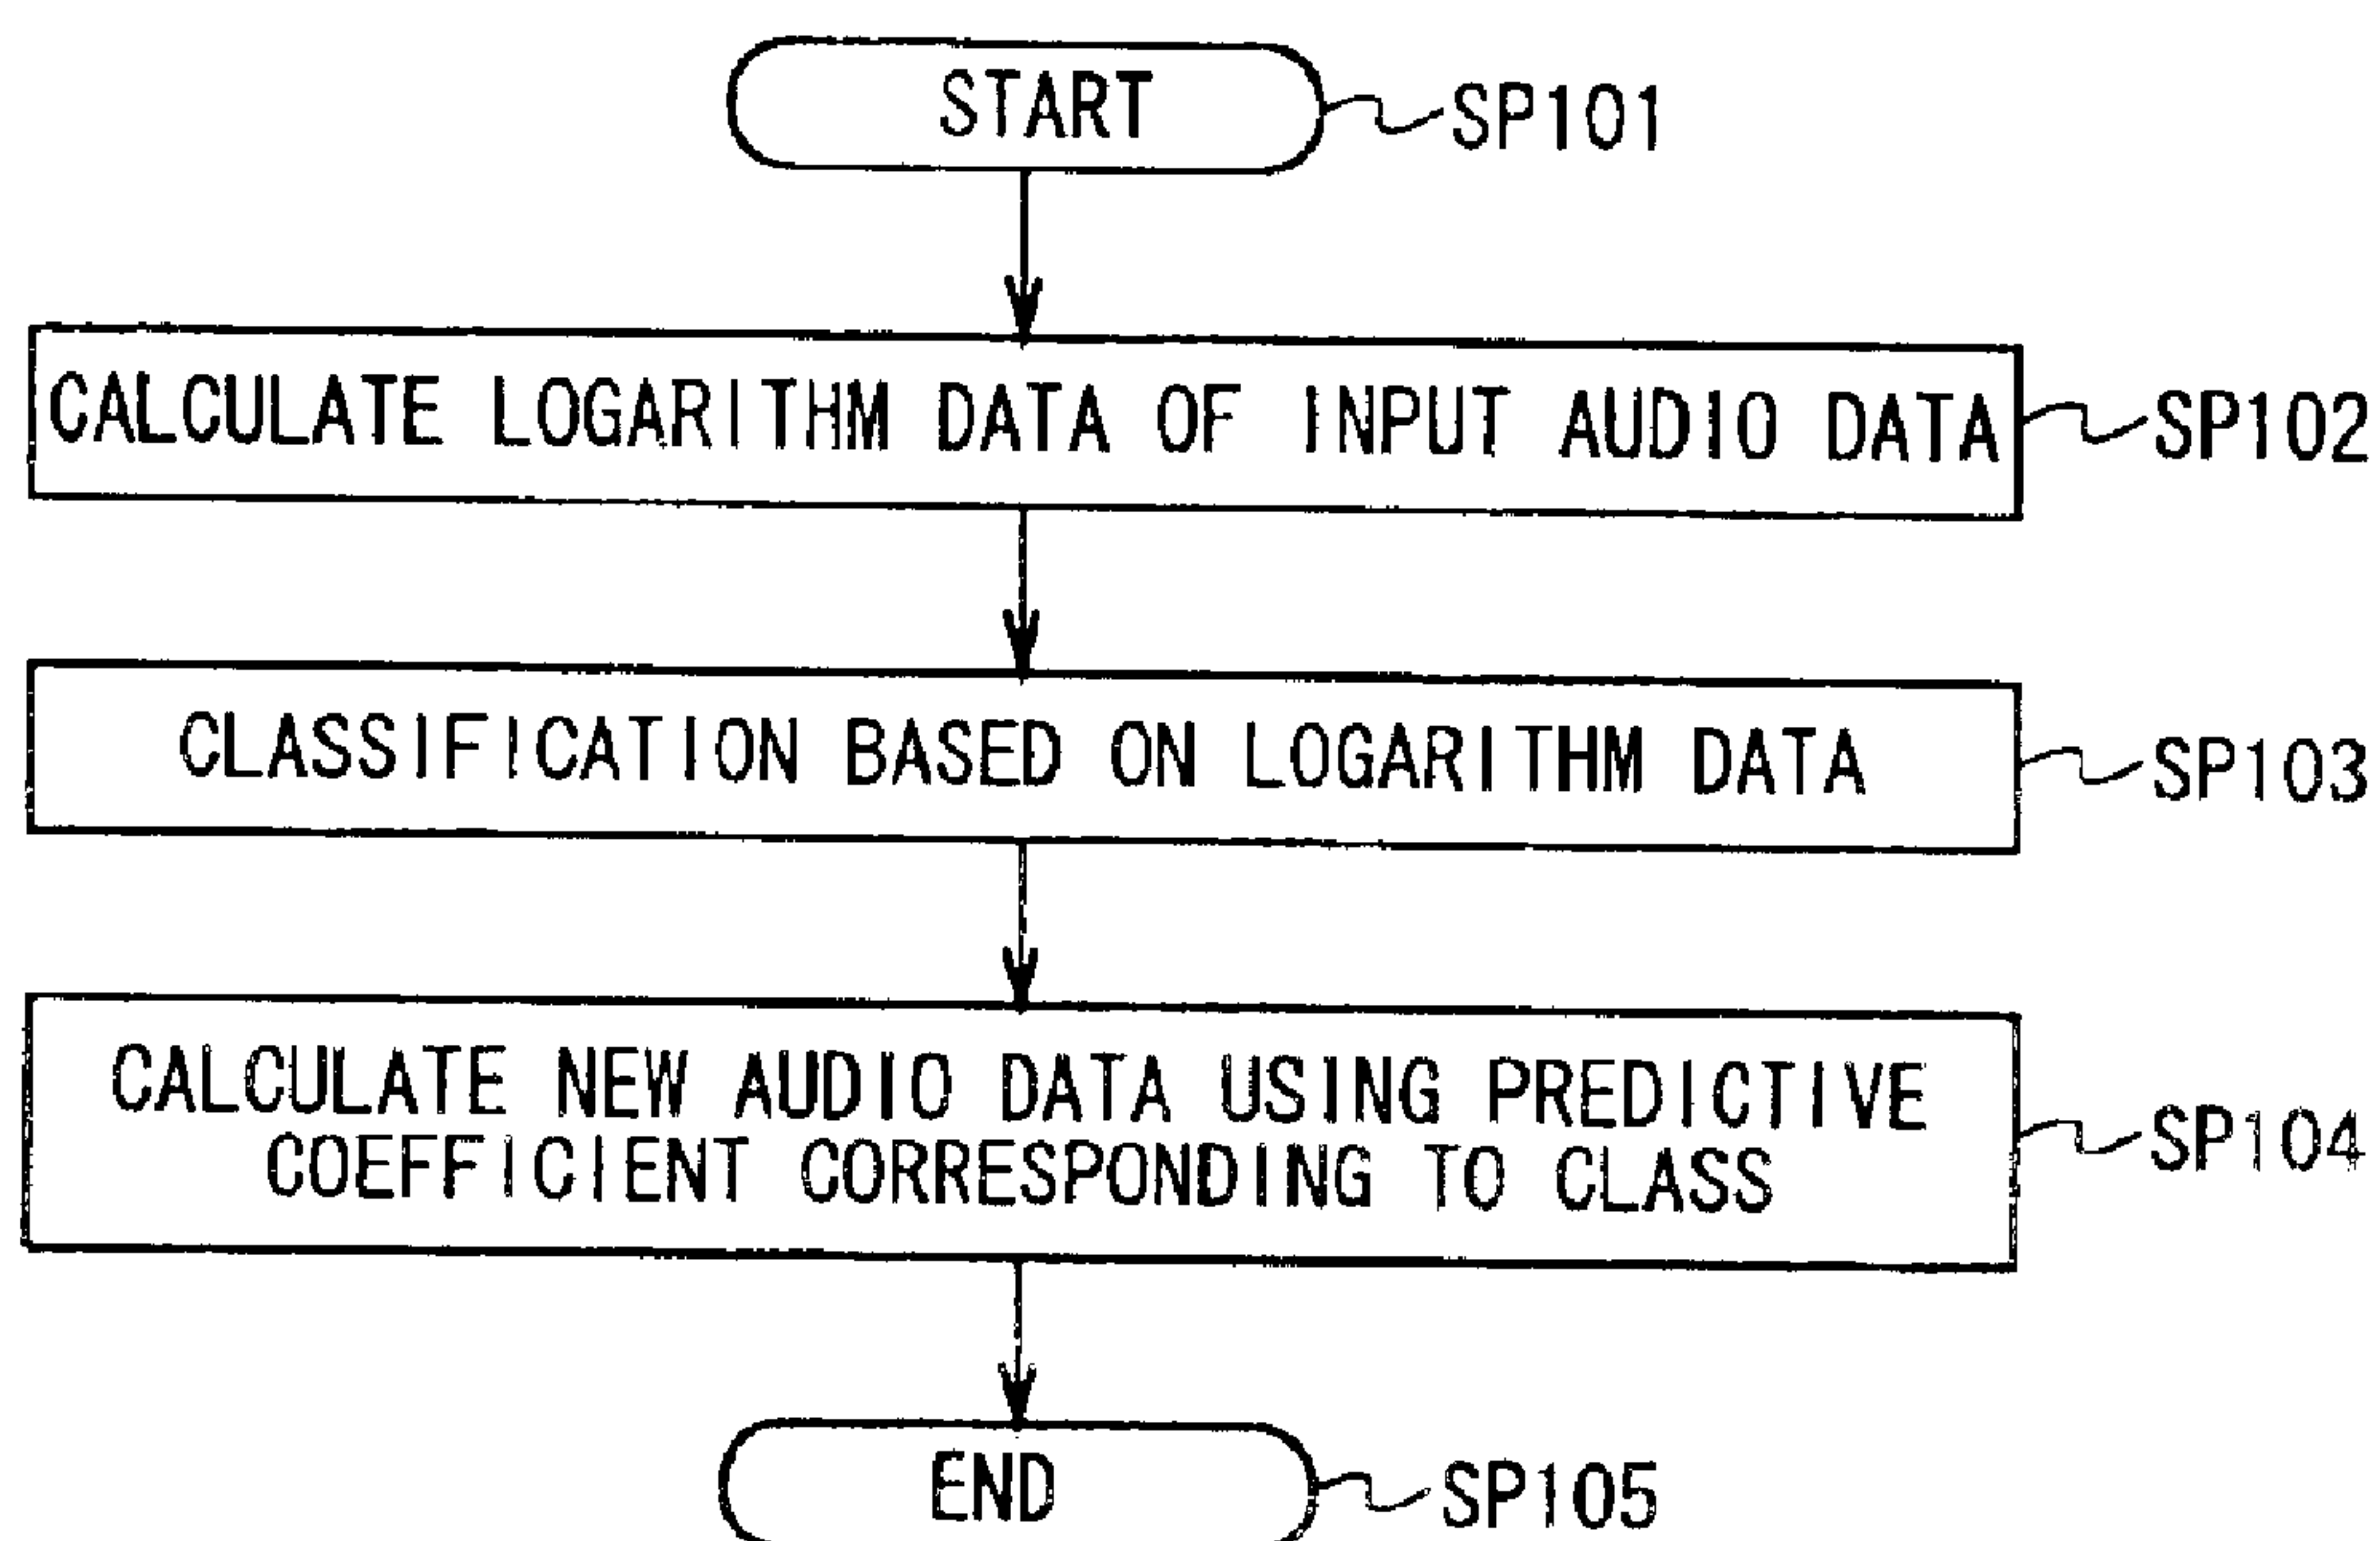 START
SP101
CALCULATE LOGARITHM DATA OF INPUT AUDIO DATA
SP102
CLASSIFICATION BASED ON LOGARITHM DATA
SP103
CALCULATE NEW AUDIO DATA USING PREDICTIVE
COEFFICIENT CORRESPONDING TO CLASS
SP104
END
SP105